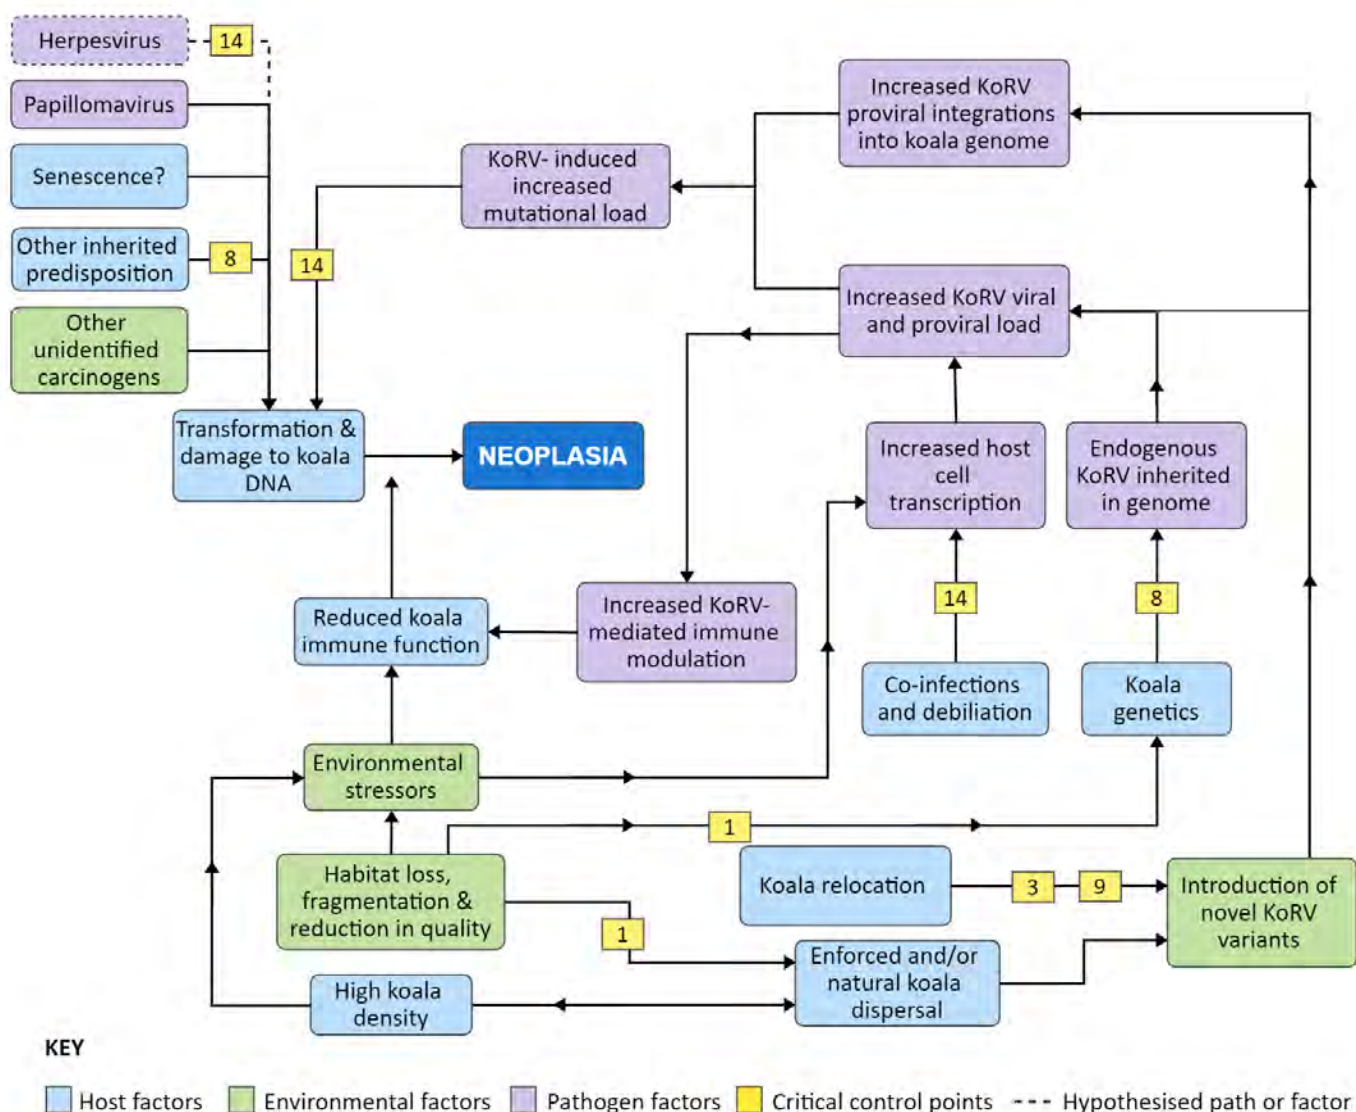 Herpesvirus
14
Papillomavirus
Senescence?
Other inherited
predisposition
8
Other
unidentified
carcinogens
Transformation &
damage to koala
DNA
NEOPLASIA
KoRV- induced
increased
mutational load
14
Increased KoRV
proviral integrations
into koala genome
Increased KoRV viral
and proviral load
Increased host
cell
transcription
Endogenous
KoRV inherited
in genome
14
8
Reduced koala
immune function
Increased KoRV-
mediated immune
modulation
Co-infections
and debiliation
Koala
genetics
Environmental
stressors
1
Habitat loss,
fragmentation &
reduction in quality
1
Koala relocation
3
9
Introduction of
novel KoRV
variants
Enforced and/or
natural koala
dispersal
High koala
density
KEY
Host factors
Environmental factors
Pathogen factors
Critical control points
Hypothesised path or factor